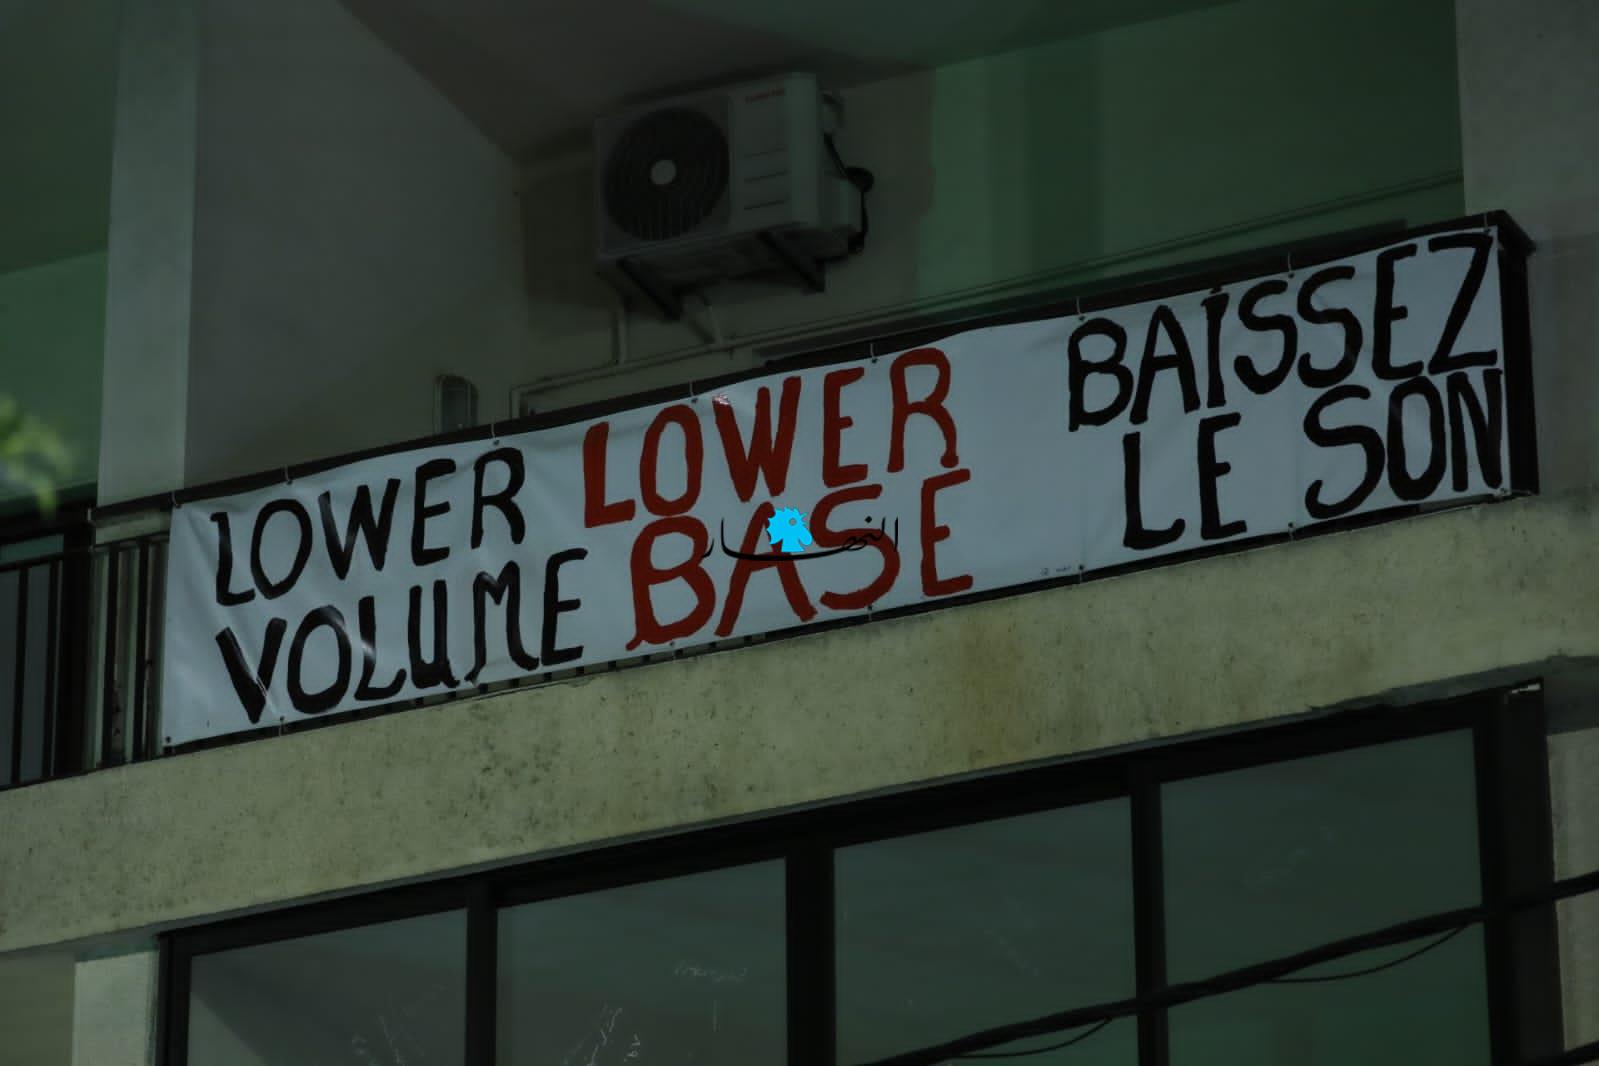 LOWER
VOLUME
LOWER
BASE
BAISSEZ
LE SON
النهار